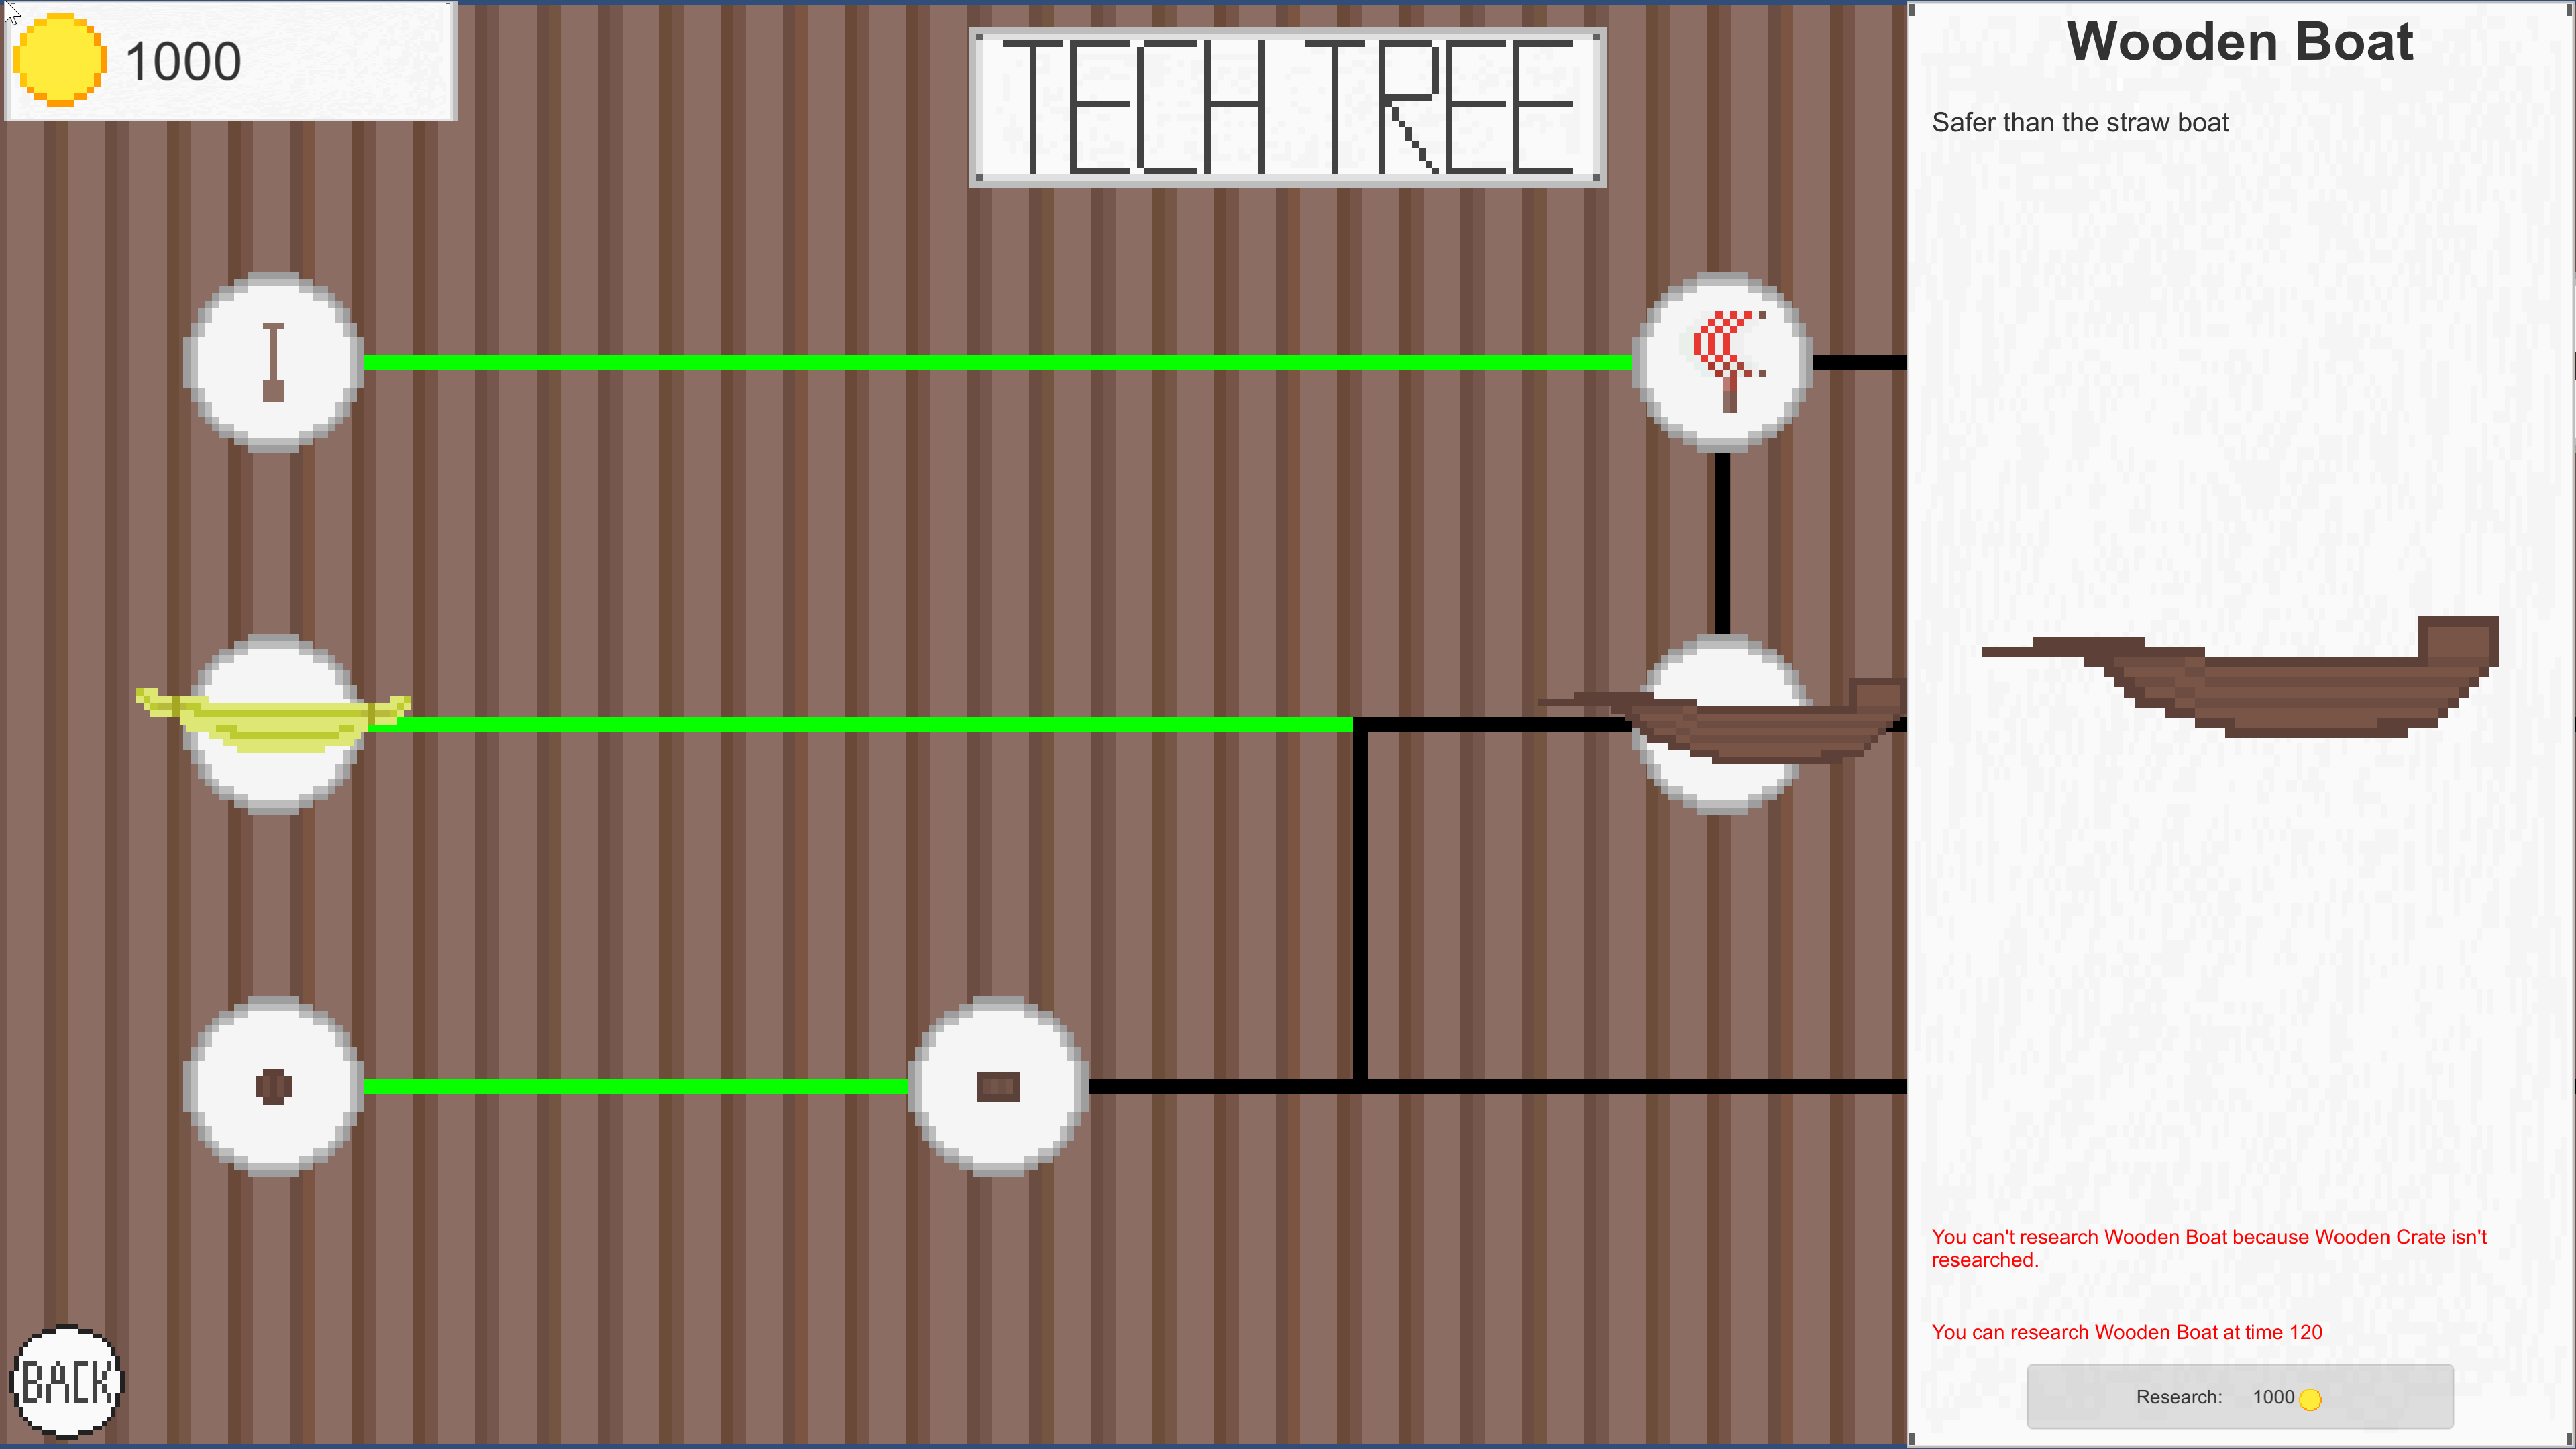 1000
TECH TREE
Wooden Boat
Safer than the straw boat
You can't research Wooden Boat because Wooden Crate isn't
researched.
You can research Wooden Boat at time 120
Research: 1000
BACK